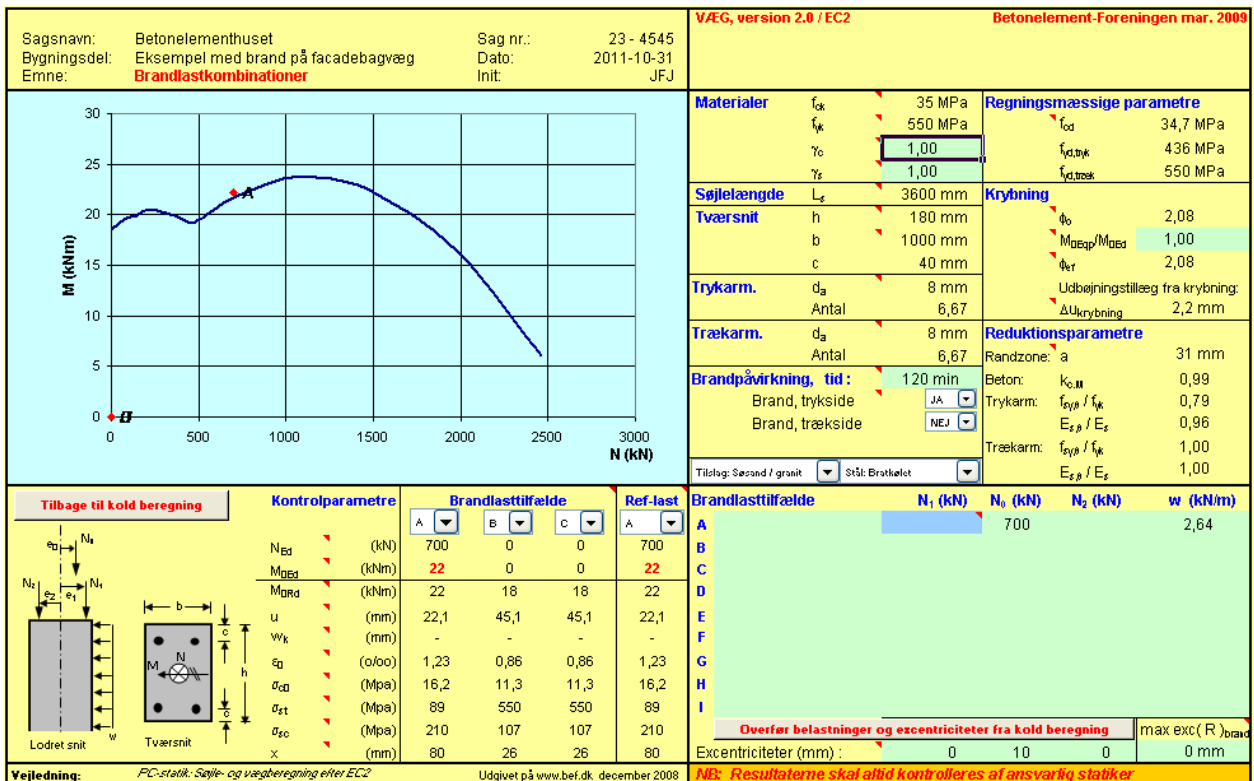 VÆG, version 2.0 / EC2 Betonelement-Foreningen mar. 2009
Sagsnavn: Betonelementhuset Sag nr.: 23 - 4545
Bygningsdel: Eksempel med brand på facadebagvæg Dato: 2011-10-31
Emne: Brandlastkombinationer Init: JFJ
M (kNm)
30
25
20
15
10
5
0
A
0 500 1000 1500 2000 2500 3000
N (kN)
Materialer fck 35 MPa
fyk 550 MPa
γc 1,00
γs 1,00
Søjlelængde Ls 3600 mm
Tværsnit h 180 mm
b 1000 mm
c 40 mm
Trykarm. da 8 mm
Antal 6,67
Trækarm. da 8 mm
Antal 6,67
Brandpåvirkning, tid : 120 min
Brand, trykside JA
Brand, trækside NEJ
Tilslag: Søsand / granit Stål: Bratkølet
Regningsmæssige parametre
fcd 34,7 MPa
fyd,tryk 436 MPa
fyd,træk 550 MPa
Krybning
ϕo 2,08
M0Eqp/M0Ed 1,00
ϕef 2,08
Udbøjningstillæg fra krybning:
Δukrybning 2,2 mm
Reduktionsparametre
Randzone: a 31 mm
Beton: kc,M 0,99
Trykarm: fsy,θ / fyk 0,79
Es,θ / Es 0,96
Trækarm: fsy,θ / fyk 1,00
Es,θ / Es 1,00
Tilbage til kold beregning
e0 N0
N2 e2 e1 N1
w
Lodret snit
b
c
M N
h
c
Tværsnit
Kontrolparametre Brandlasttilfælde Ref-last
A B C A
NEd (kN) 700 0 0 700
M0Ed (kNm) 22 0 0 22
M0Rd (kNm) 22 18 18 22
u (mm) 22,1 45,1 45,1 22,1
wk (mm) - - - -
ε0 (o/oo) 1,23 0,86 0,86 1,23
σc0 (Mpa) 16,2 11,3 11,3 16,2
σst (Mpa) 89 550 550 89
σsc (Mpa) 210 107 107 210
x (mm) 80 26 26 80
Brandlasttilfælde N1 (kN) N0 (kN) N2 (kN) w (kN/m)
A 700 2,64
B
C
D
E
F
G
H
I
Overfør belastninger og excentriciteter fra kold beregning max exc( R )brand
Excentriciteter (mm) : 0 10 0 0 mm
Vejledning: PC-statik: Søjle- og vægberegning efter EC2 Udgivet på www.bef.dk december 2008
NB: Resultaterne skal altid kontrolleres af ansvarlig statiker